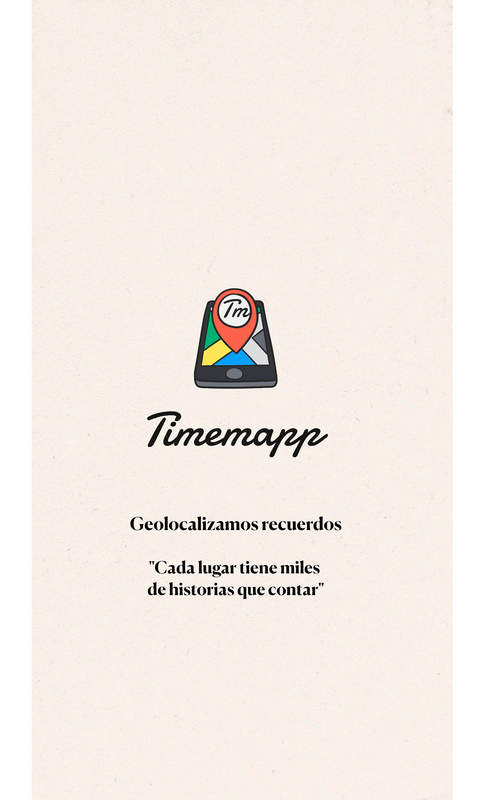 Tm
Timemapp
Geolocalizamos recuerdos
"Cada lugar tiene miles
de historias que contar"